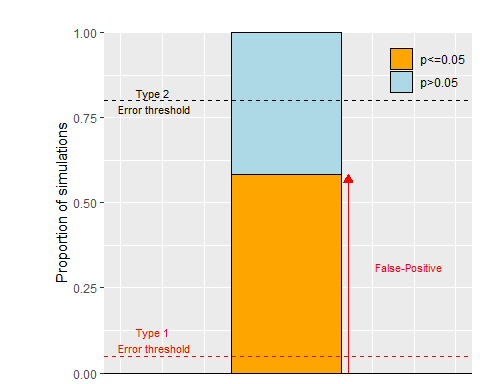 1.00
0.75
0.50
0.25
0.00
Proportion of simulations
p<=0.05
p>0.05
Type 2
Error threshold
False-Positive
Type 1
Error threshold